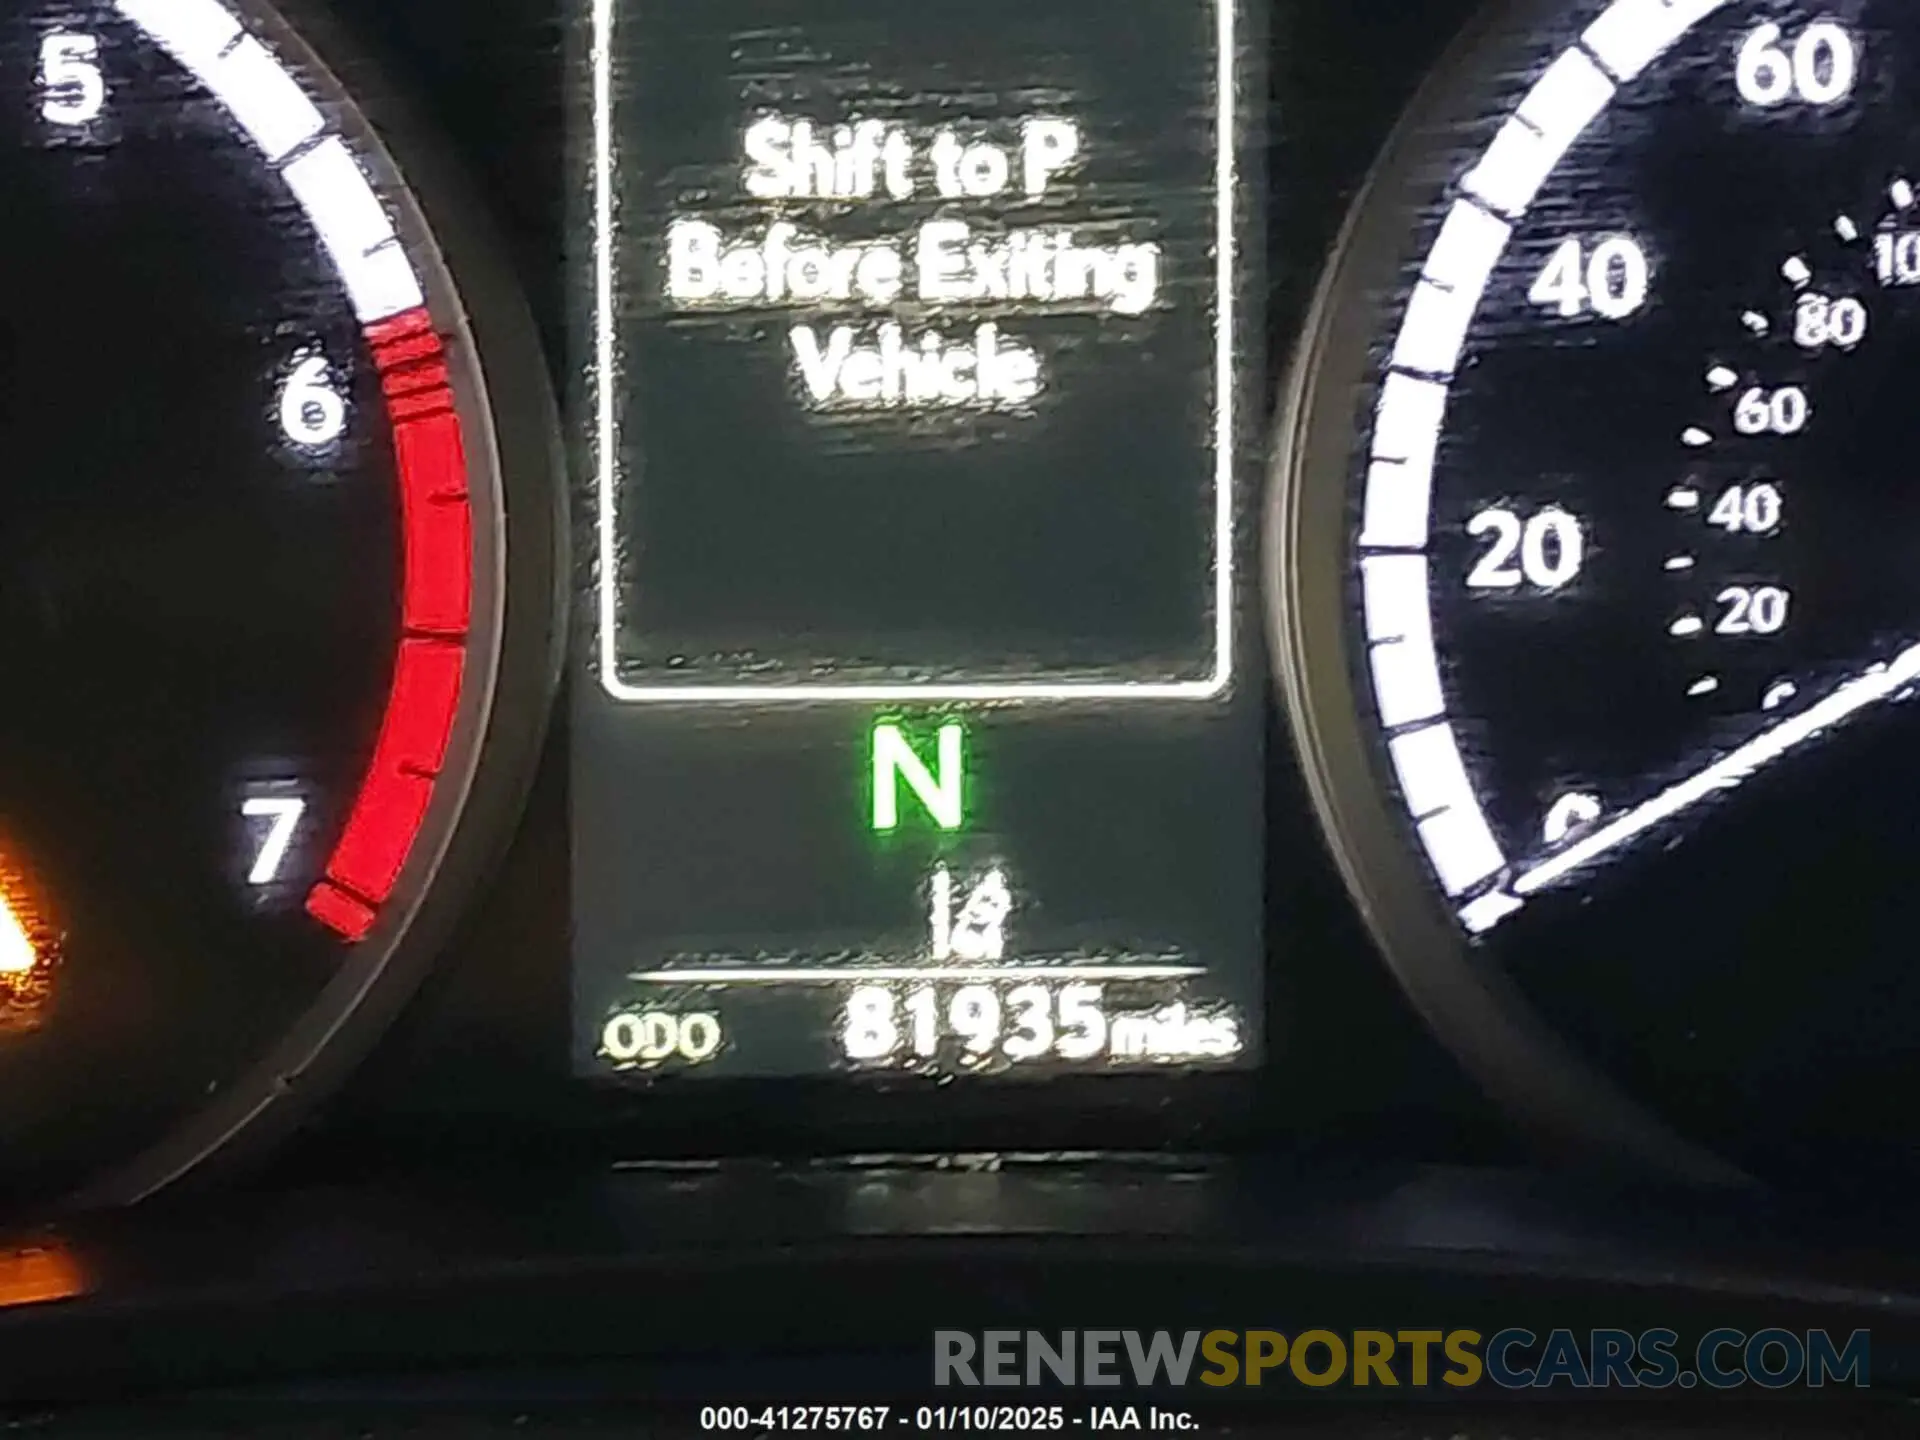 5
6
7
Shift to P
Before Exiting
Vehicle
N
ODO 81935 miles
60
40
20
0
80
60
40
20
RENEWSPORTSCARS.COM
000-41275767 - 01/10/2025 - IAA Inc.